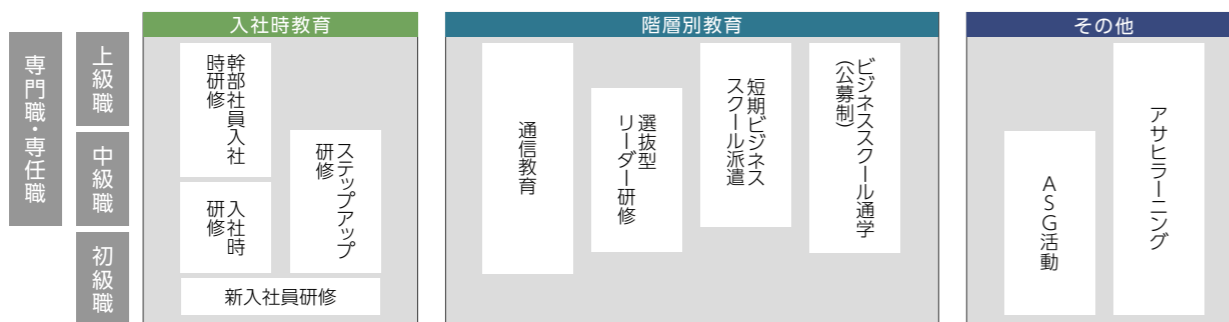 入社時教育
階層別教育
その他
専門職・専任職
上級職
中級職
初級職
幹部社員入社
時研修
入社時
研修
ステップアップ
研修
新入社員研修
通信教育
選抜型
リーダー研修
短期ビジネス
スクール派遣
ビジネススクール通学
(公募制)
ASG活動
アサヒラーニング